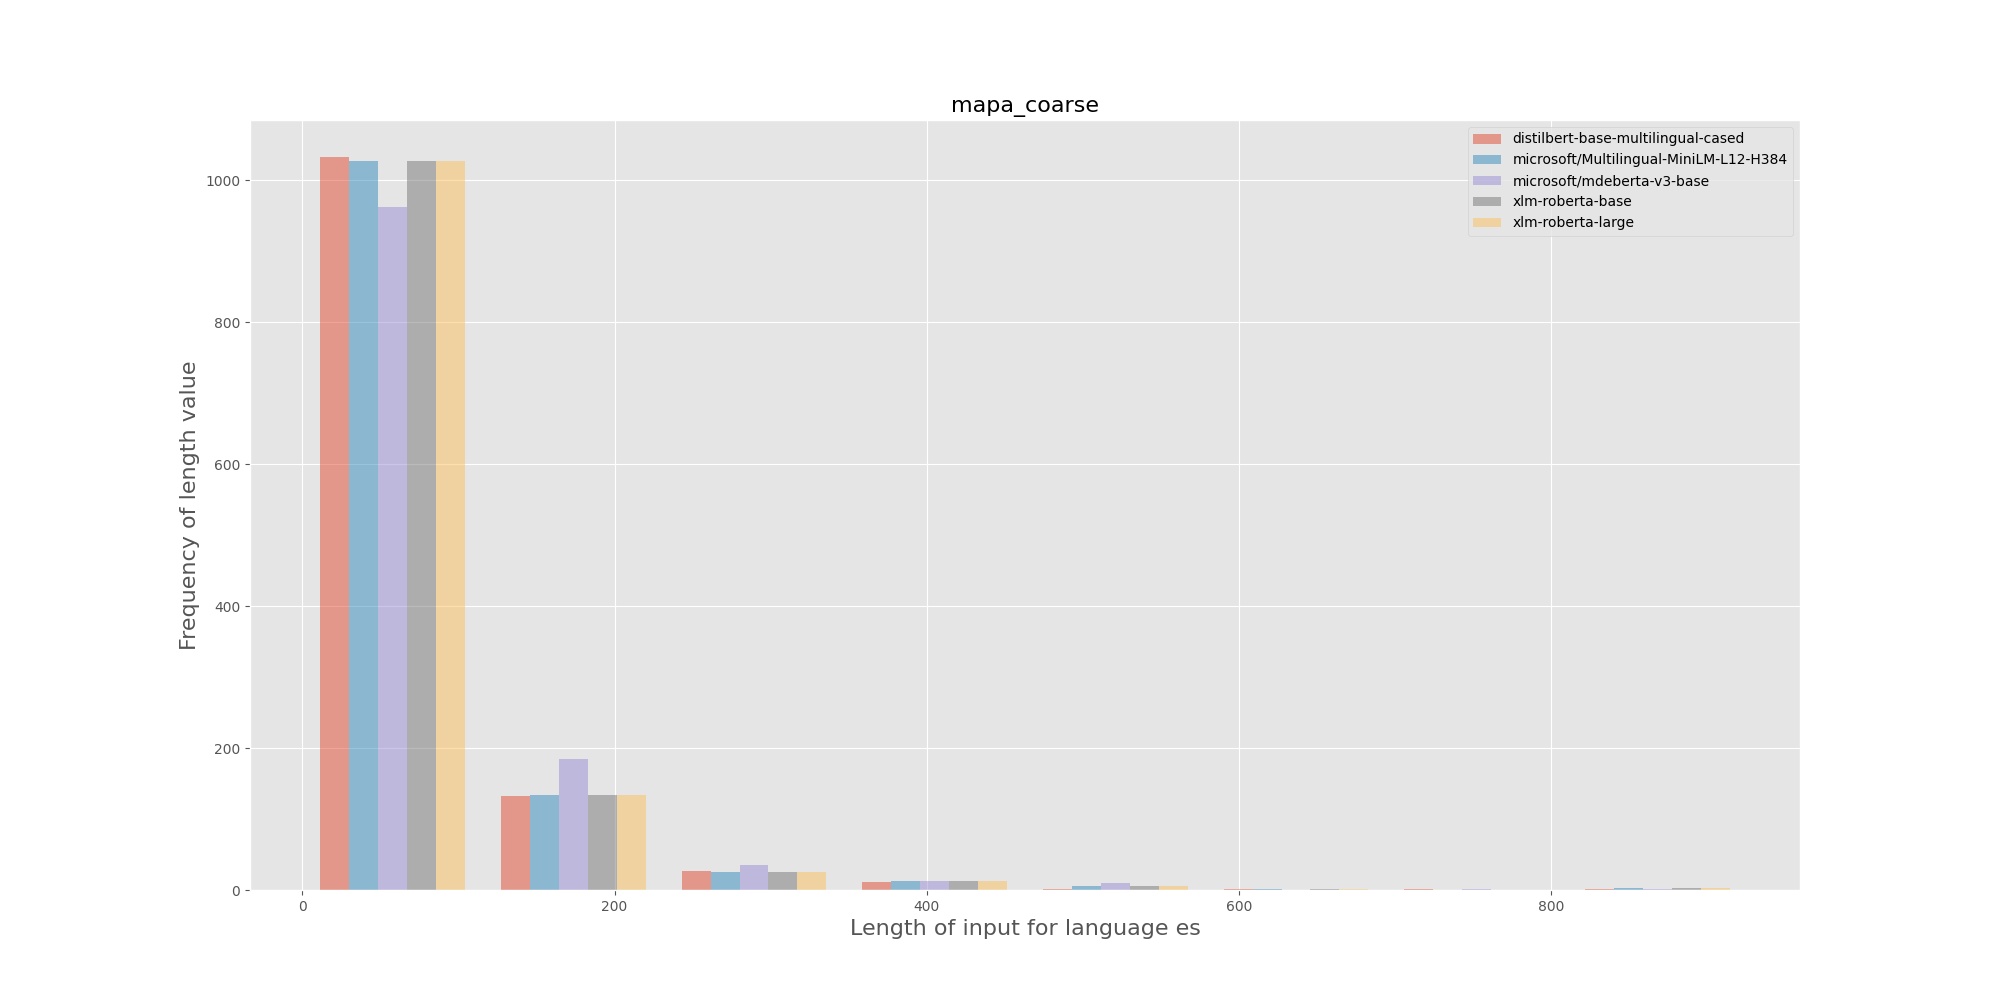 mapa_coarse
distilbert-base-multilingual-cased
microsoft/Multilingual-MiniLM-L12-H384
microsoft/mdeberta-v3-base
xlm-roberta-base
xlm-roberta-large
Frequency of length value
1000
800
600
400
200
0
0 200 400 600 800
Length of input for language es